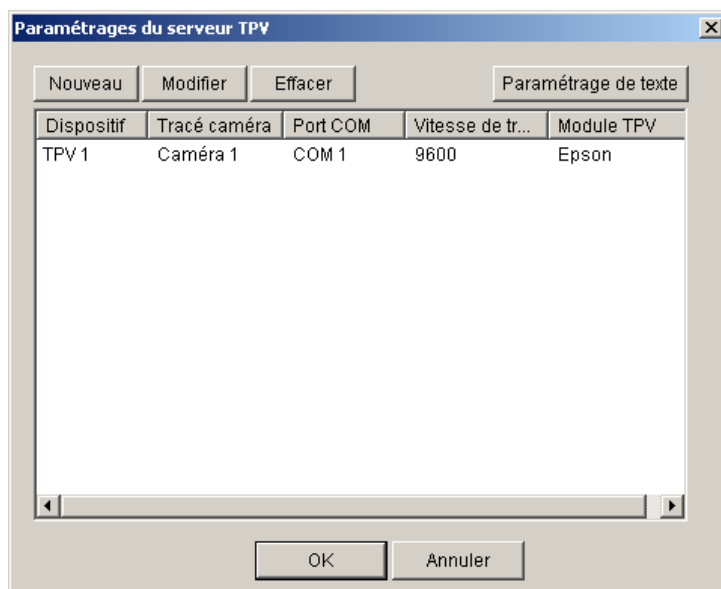 Paramétrages du serveur TPV
Nouveau Modifier Effacer Paramétrage de texte
Dispositif Tracé caméra Port COM Vitesse de tr... Module TPV
TPV 1 Caméra 1 COM 1 9600 Epson
OK Annuler